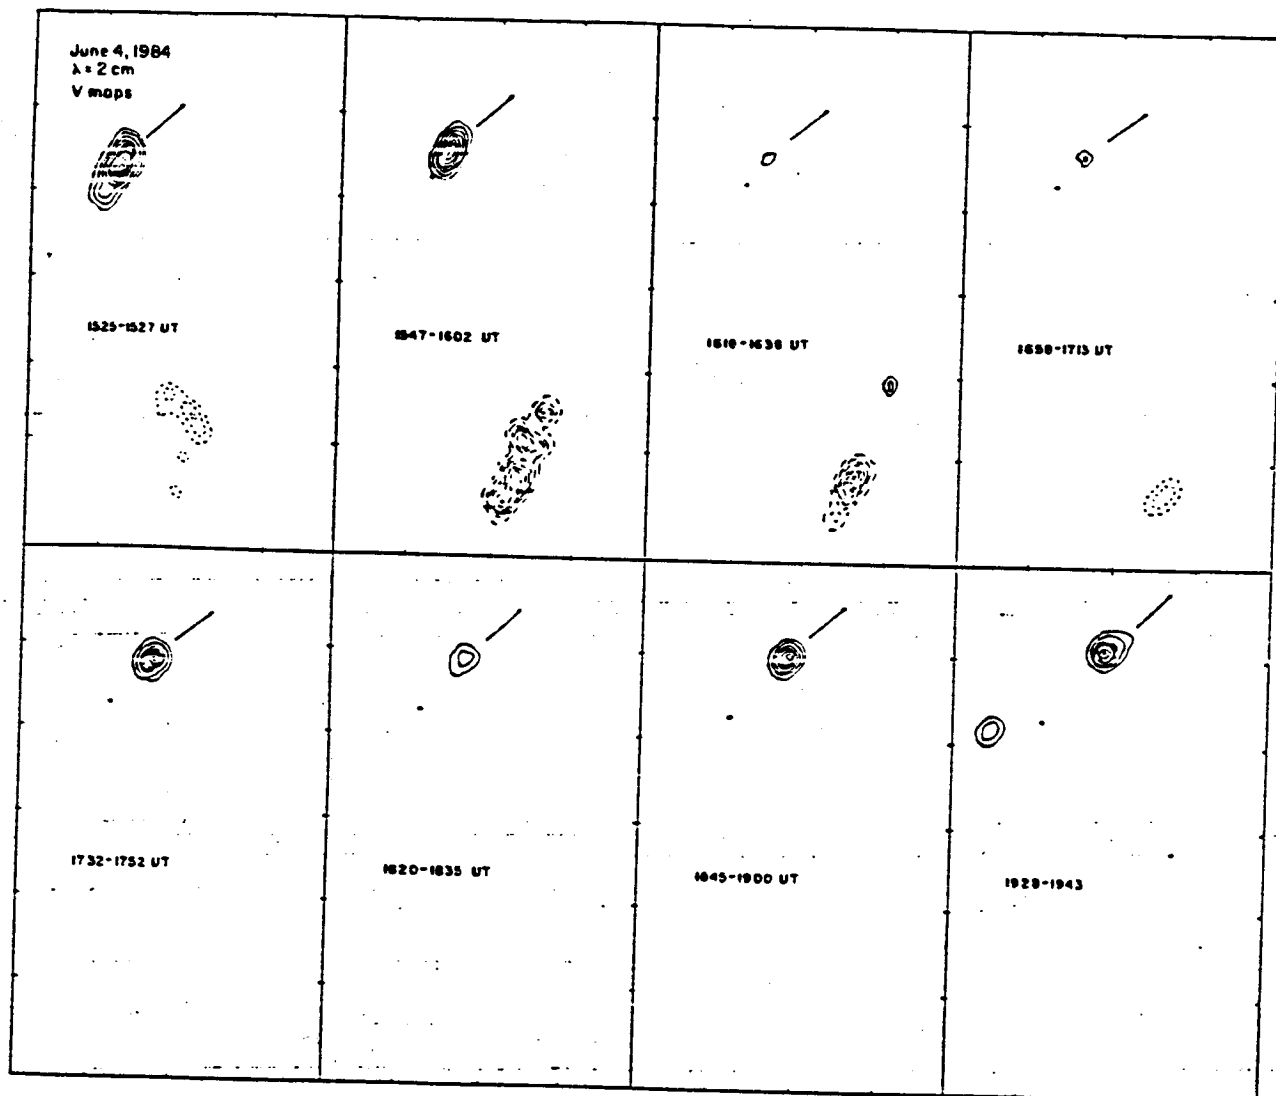 June 4, 1984
λ = 2 cm
V maps
1525-1527 UT
1547-1602 UT
1618-1638 UT
1658-1713 UT
1732-1752 UT
1820-1835 UT
1845-1900 UT
1928-1943